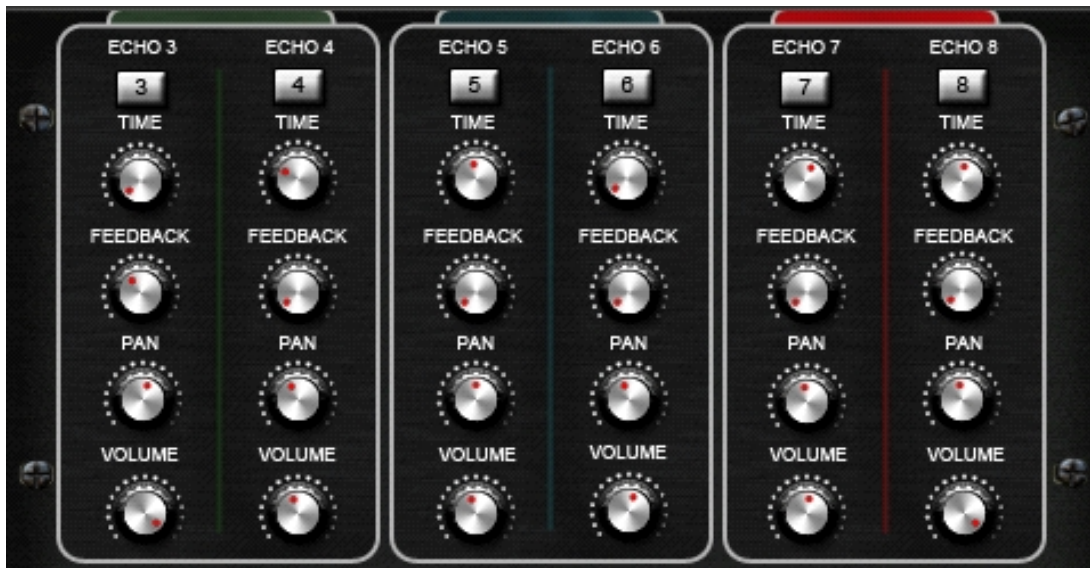 ECHO 3 ECHO 4 ECHO 5 ECHO 6 ECHO 7 ECHO 8
3 4 5 6 7 8
TIME TIME TIME TIME TIME TIME
FEEDBACK FEEDBACK FEEDBACK FEEDBACK FEEDBACK FEEDBACK
PAN PAN PAN PAN PAN PAN
VOLUME VOLUME VOLUME VOLUME VOLUME VOLUME